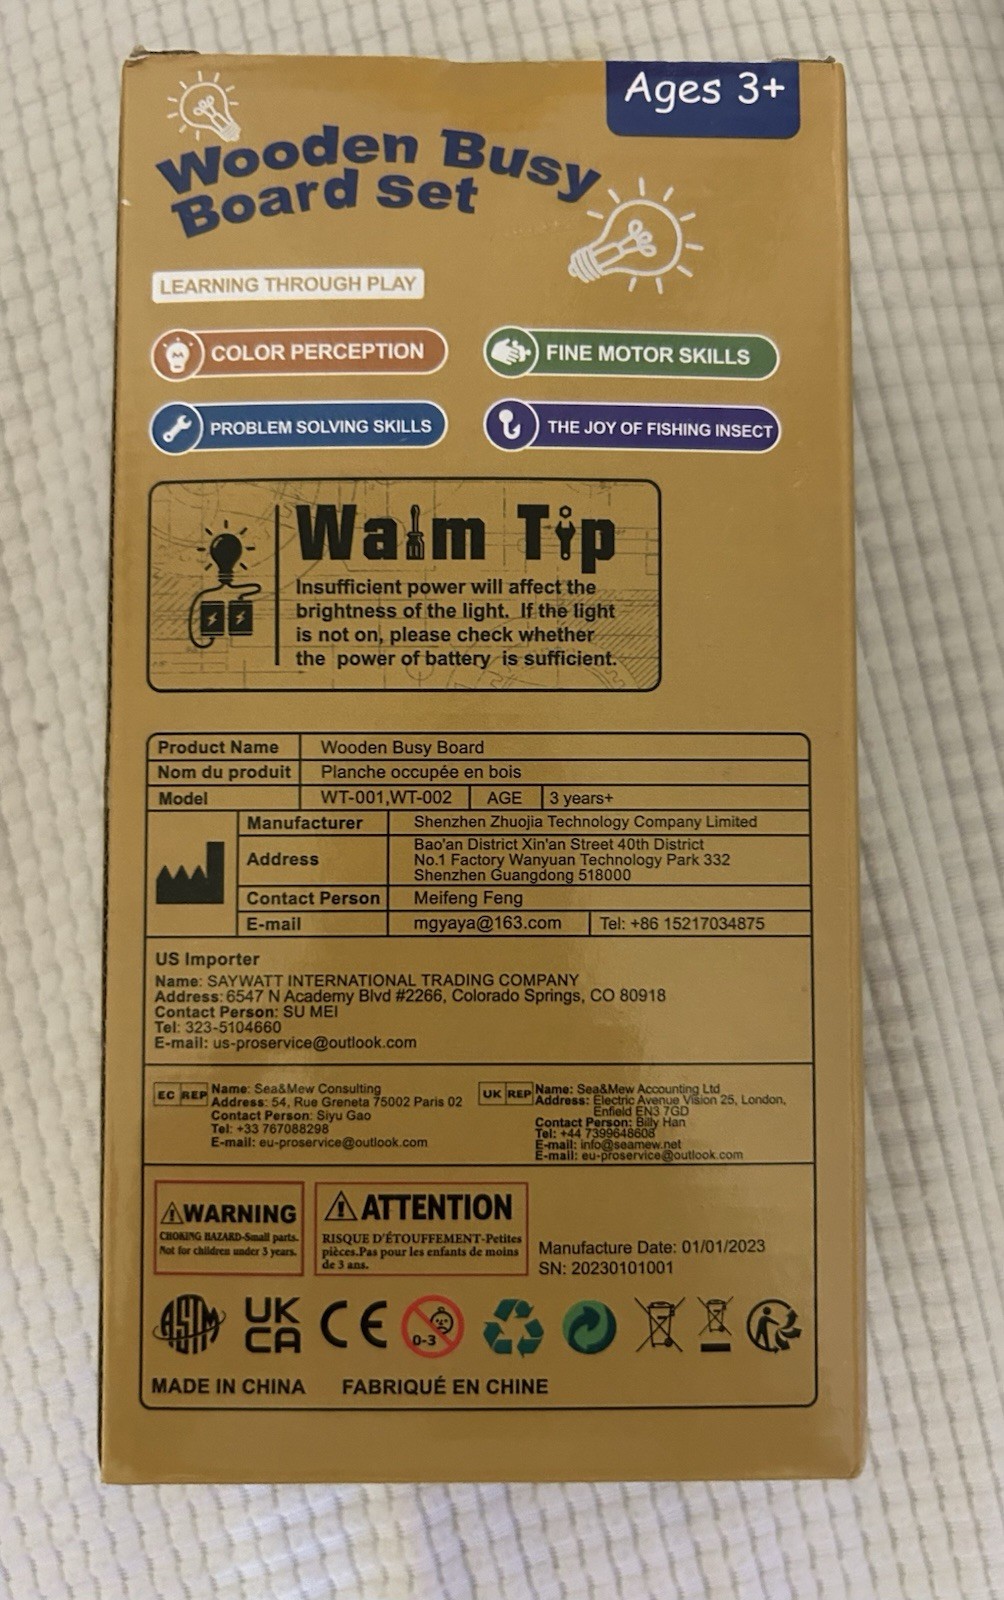 Ages 3+
Wooden Busy
Board Set
LEARNING THROUGH PLAY
COLOR PERCEPTION
FINE MOTOR SKILLS
PROBLEM SOLVING SKILLS
THE JOY OF FISHING INSECT
Warm Tip
Insufficient power will affect the
brightness of the light. If the light
is not on, please check whether
the power of battery is sufficient.
Product Name Wooden Busy Board
Nom du produit Planche occupée en bois
Model WT-001,WT-002 AGE 3 years+
Manufacturer Shenzhen Zhuojia Technology Company Limited
Address Bao'an District Xin'an Street 40th District
No.1 Factory Wanyuan Technology Park 332
Shenzhen Guangdong 518000
Contact Person Meifeng Feng
E-mail mgyaya@163.com Tel: +86 15217034875
US Importer
Name: SAYWATT INTERNATIONAL TRADING COMPANY
Address: 6547 N Academy Blvd #2266, Colorado Springs, CO 80918
Contact Person: SU MEI
Tel: 323-5104660
E-mail: us-proservice@outlook.com
EC REP
Name: Sea&Mew Consulting
Address: 54, Rue Greneta 75002 Paris 02
Contact Person: Siyu Gao
Tel: +33 767088298
E-mail: eu-proservice@outlook.com
UK REP
Name: Sea&Mew Accounting Ltd
Address: Electric Avenue Vision 25, London,
Enfield EN3 7GD
Contact Person: Billy Han
Tel: +44 7399648608
E-mail: info@seamew.net
E-mail: eu-proservice@outlook.com
WARNING
CHOKING HAZARD-Small parts.
Not for children under 3 years.
ATTENTION
RISQUE D'ÉTOUFFEMENT-Petites
pièces.Pas pour les enfants de moins
de 3 ans.
Manufacture Date: 01/01/2023
SN: 20230101001
ASTM
UK
CA
CE
0-3
MADE IN CHINA FABRIQUÉ EN CHINE